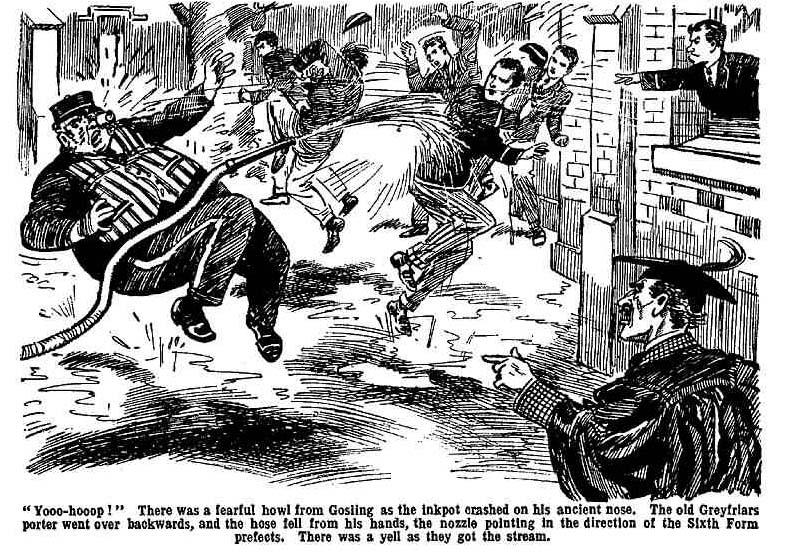 " Yooo-hooop ! " There was a fearful howl from Gosling as the inkpot crashed on his ancient nose. The old Greyfriars
porter went over backwards, and the hose fell from his hands, the nozzle pointing in the direction of the Sixth Form
prefects. There was a yell as they got the stream.